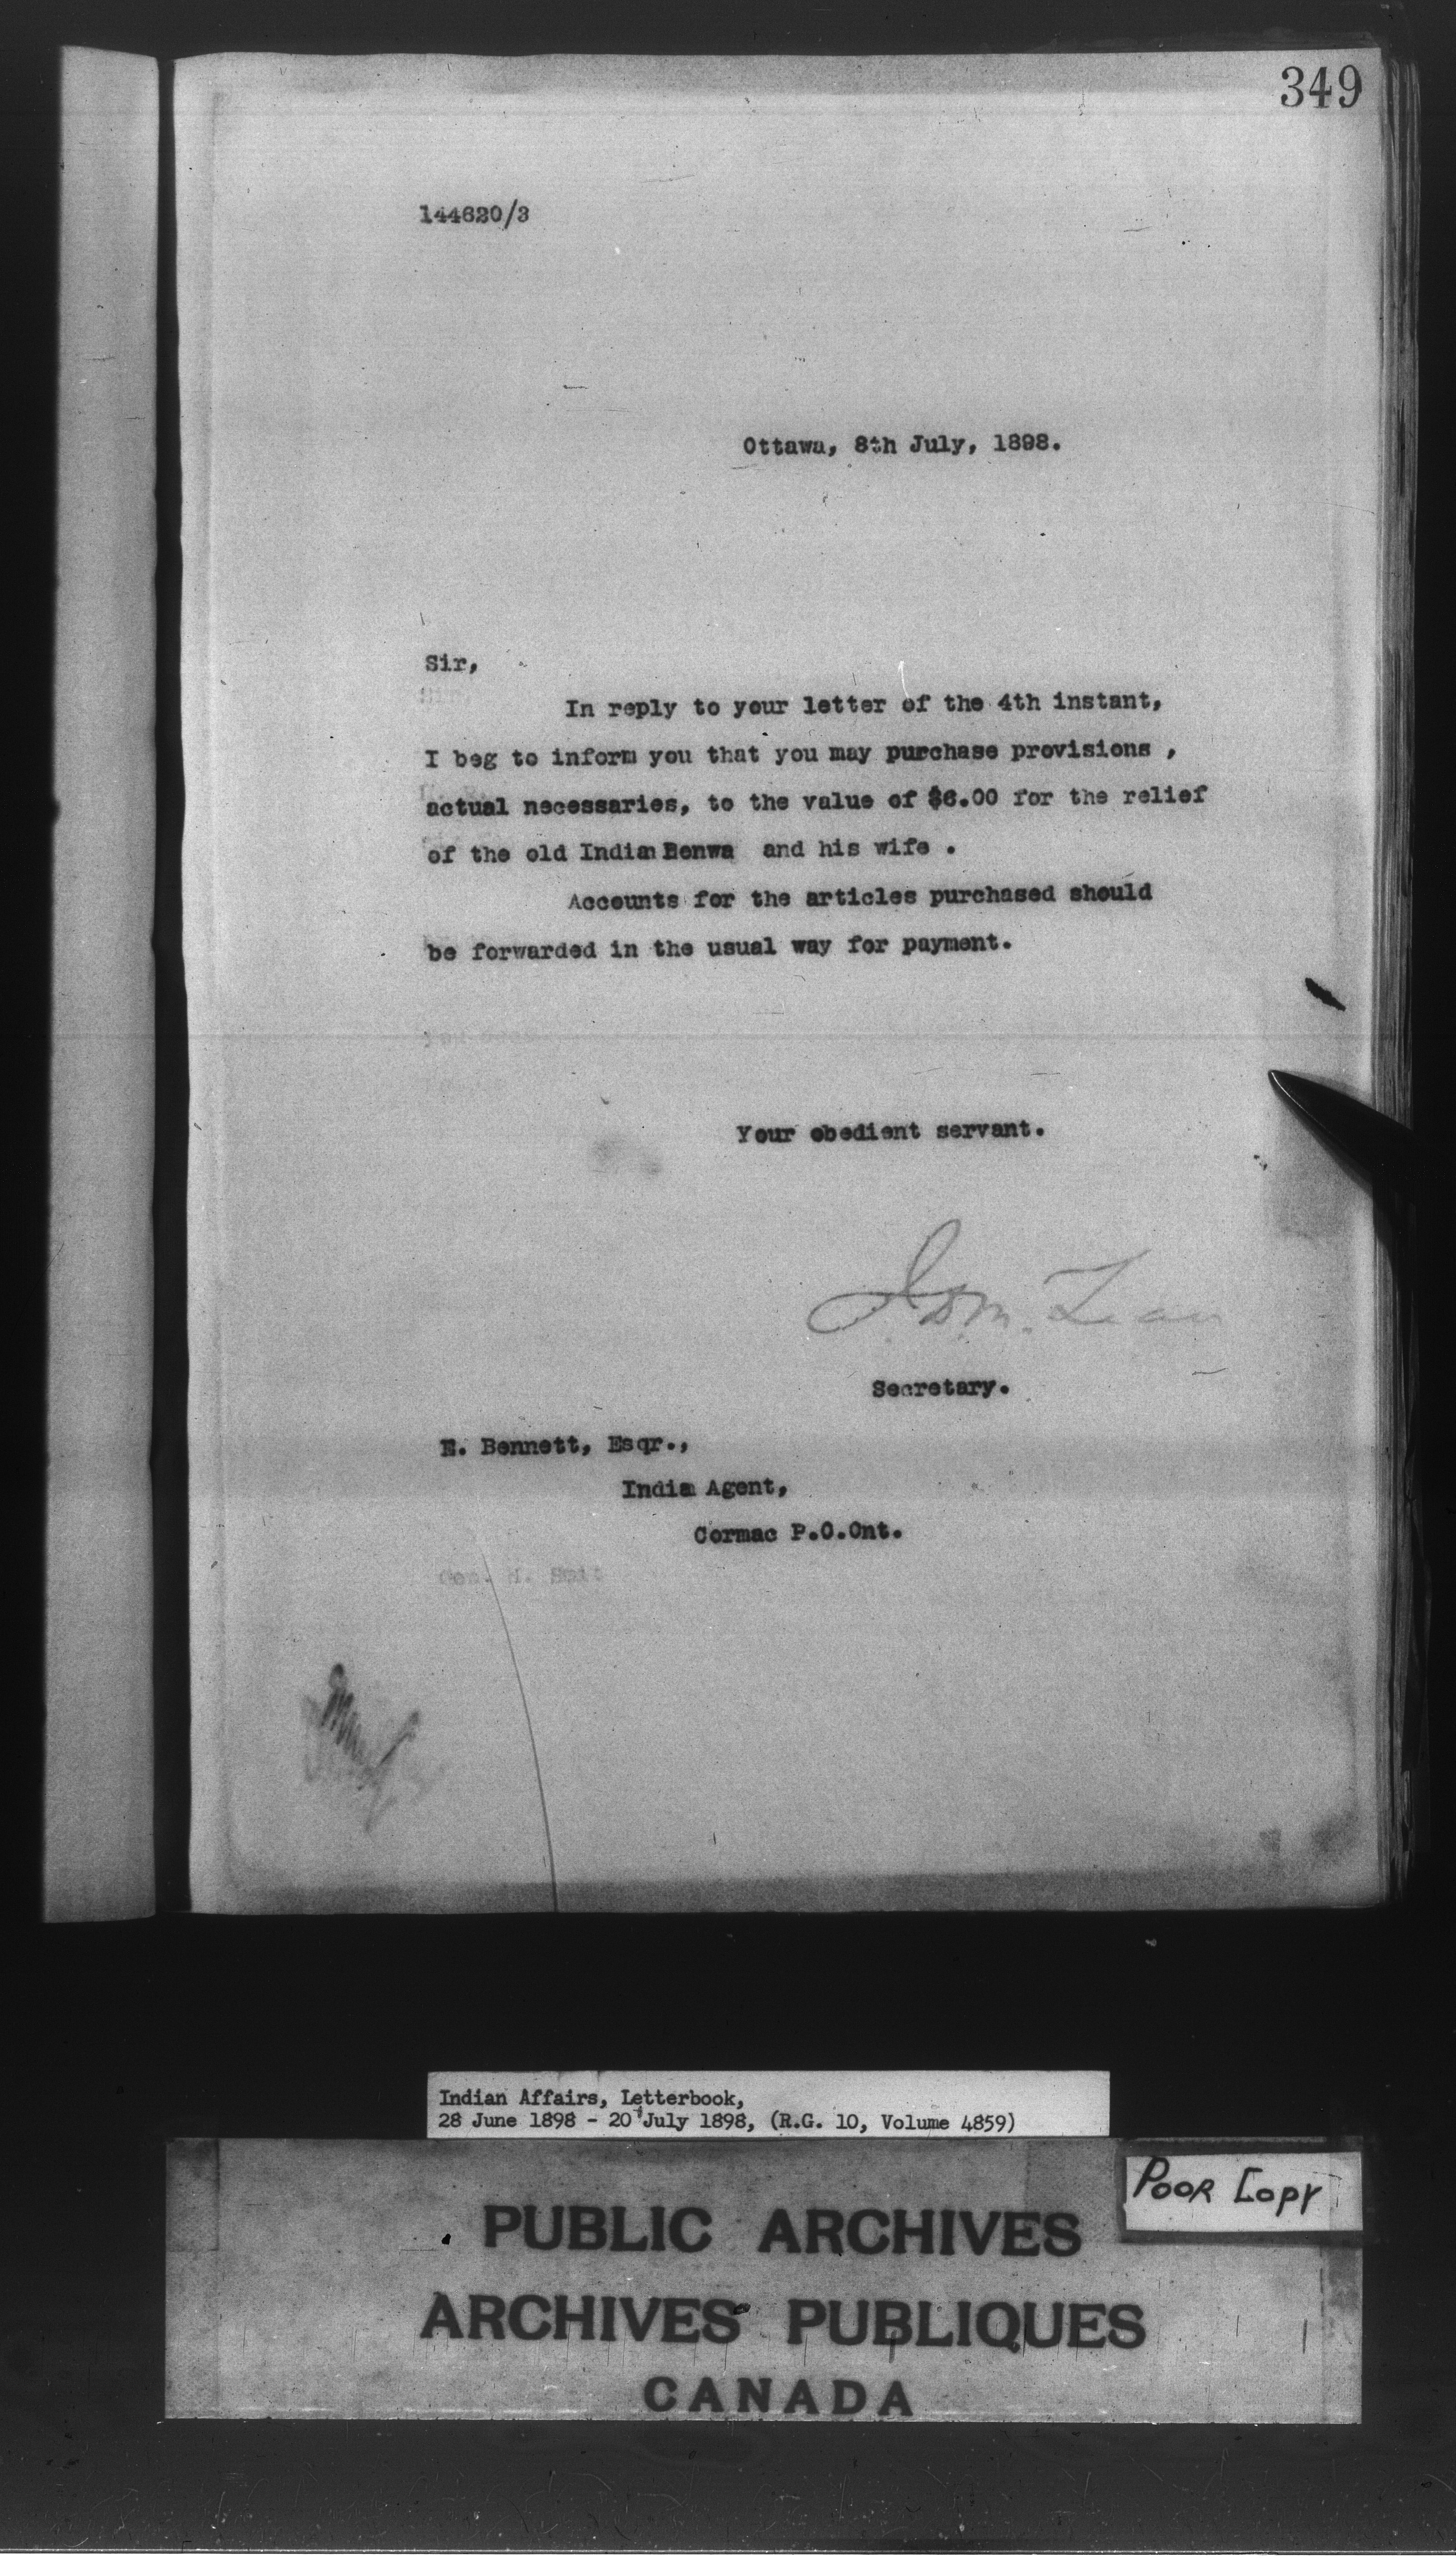 349
144620/3
Ottawa, 8th July, 1898.
Sir,
In reply to your letter of the 4th instant,
I beg to inform you that you may purchase provisions ,
actual necessaries, to the value of $6.00 for the relief
of the old Indian Benwa and his wife .
Accounts for the articles purchased should
be forwarded in the usual way for payment.
Your obedient servant.
J. D. M. Lean
Secretary.
E. Bennett, Esqr.,
Indian Agent,
Cormac P.O.Ont.
Geo. H. Smit
Indian Affairs, Letterbook,
28 June 1898 - 20 July 1898, (R.G. 10, Volume 4859)
POOR COPY
PUBLIC ARCHIVES
ARCHIVES PUBLIQUES
CANADA